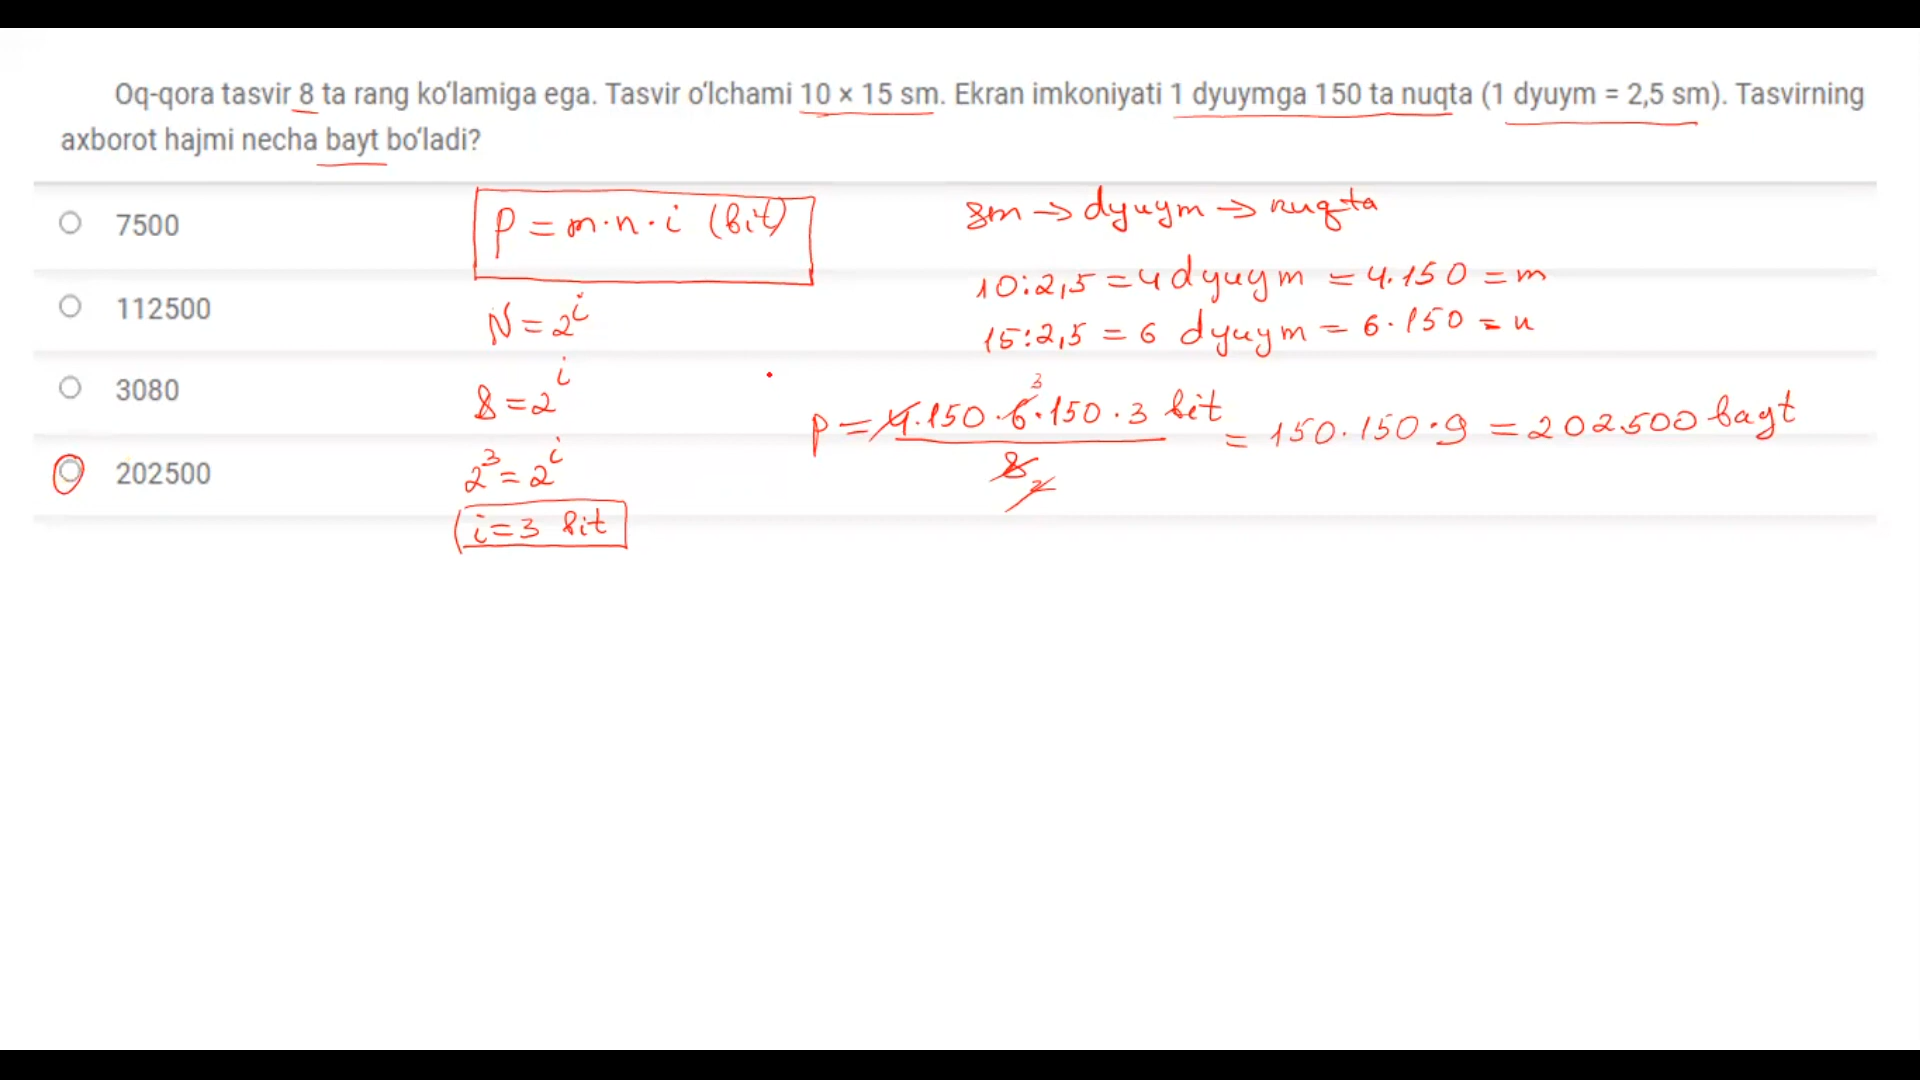 Oq-qora tasvir 8 ta rang ko‘lamiga ega. Tasvir o‘lchami 10 × 15 sm. Ekran imkoniyati 1 dyuymga 150 ta nuqta (1 dyuym = 2,5 sm). Tasvirning
axborot hajmi necha bayt bo‘ladi?
7500
112500
3080
202500
P = m·n·i (bit)
N = 2^i
8 = 2^i
2^3 = 2^i
i = 3 bit
sm → dyuym → nuqta
10:2,5 = 4 dyuym = 4.150 = m
15:2,5 = 6 dyuym = 6·150 = n
3
P = 4.150·6·150·3 bit = 150·150·9 = 202500 bayt
8
2